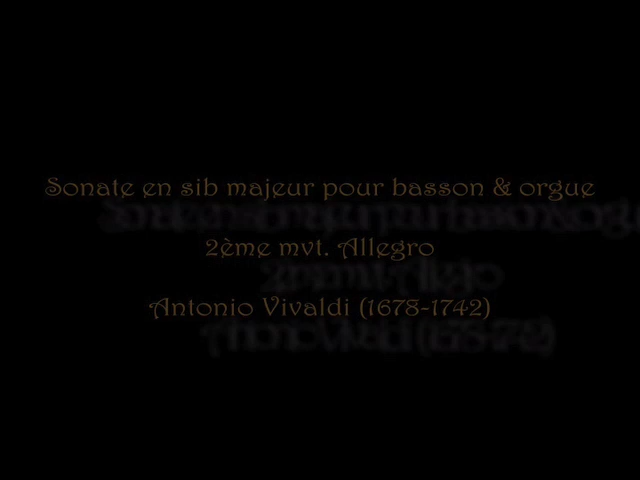 Sonate en sib majeur pour basson & orgue
2ème mvt. Allegro
Antonio Vivaldi (1678-1742)